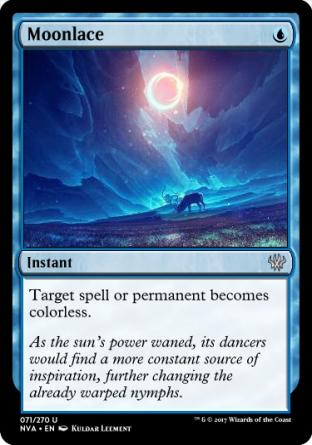 Moonlace
Instant
Target spell or permanent becomes
colorless.
As the sun's power waned, its dancers
would find a more constant source of
inspiration, further changing the
already warped nymphs.
071/270 U
NVA • EN KULDAR LEEMENT
™ & © 2017 Wizards of the Coast